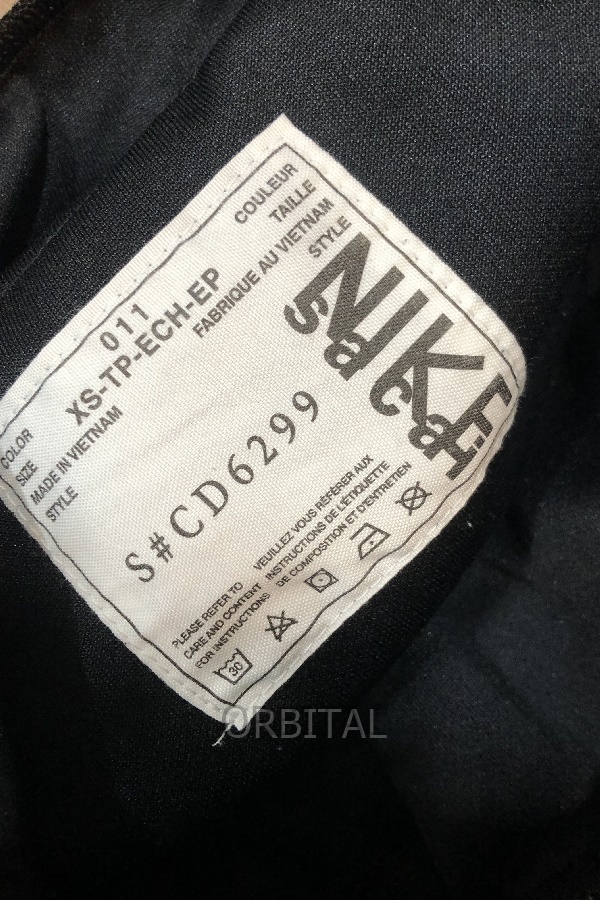 NIKE
sacai
COLOR 011 COULEUR
SIZE XS-TP-ECH-EP TAILLE
MADE IN VIETNAM FABRIQUE AU VIETNAM
STYLE STYLE
S#CD6299
PLEASE REFER TO
CARE AND CONTENT
FOR INSTRUCTIONS
VEUILLEZ VOUS RÉFÉRER AUX
INSTRUCTIONS DE L'ÉTIQUETTE
DE COMPOSITION ET D'ENTRETIEN
30
ORBITAL